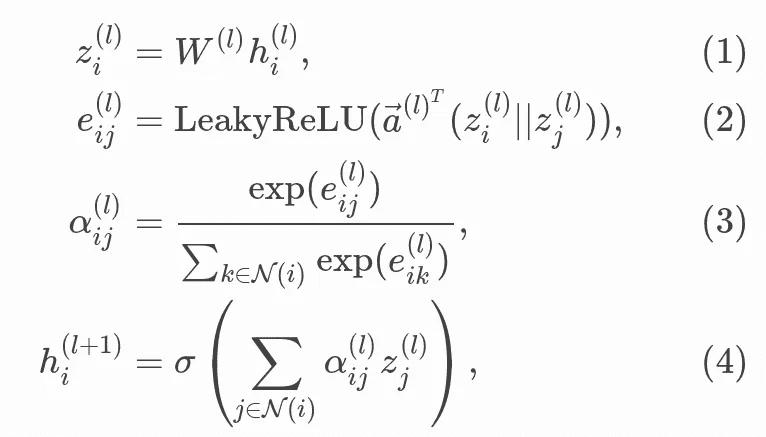 $z_i^{(l)} = W^{(l)} h_i^{(l)},$ (1)
$e_{ij}^{(l)} = \text{LeakyReLU}(\vec{a}^{(l)^T} (z_i^{(l)} || z_j^{(l)})),$ (2)
$\alpha_{ij}^{(l)} = \frac{\exp(e_{ij}^{(l)})}{\sum_{k \in \mathcal{N}(i)} \exp(e_{ik}^{(l)})},$ (3)
$h_i^{(l+1)} = \sigma \left( \sum_{j \in \mathcal{N}(i)} \alpha_{ij}^{(l)} z_j^{(l)} \right),$ (4)